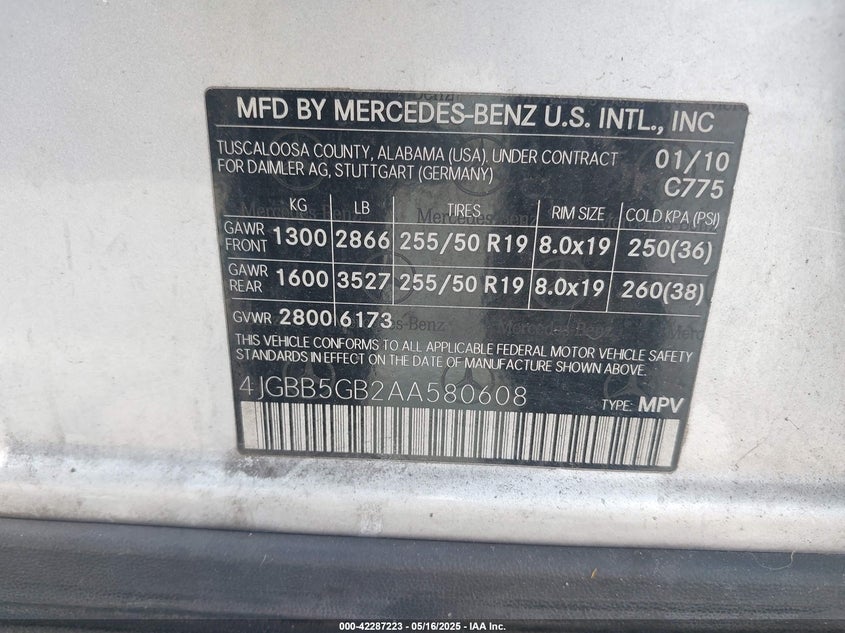 MFD BY MERCEDES-BENZ U.S. INTL., INC
TUSCALOOSA COUNTY, ALABAMA (USA). UNDER CONTRACT 01/10
FOR DAIMLER AG, STUTTGART (GERMANY) C775
KG LB TIRES RIM SIZE COLD KPA (PSI)
GAWR FRONT 1300 2866 255/50 R19 8.0x19 250(36)
GAWR REAR 1600 3527 255/50 R19 8.0x19 260(38)
GVWR 2800 6173
THIS VEHICLE CONFORMS TO ALL APPLICABLE FEDERAL MOTOR VEHICLE SAFETY
STANDARDS IN EFFECT ON THE DATE OF MANUFACTURE SHOWN ABOVE.
4JGBB5GB2AA580608 TYPE: MPV
000-42287223 — 05/16/2025 — IAA Inc.